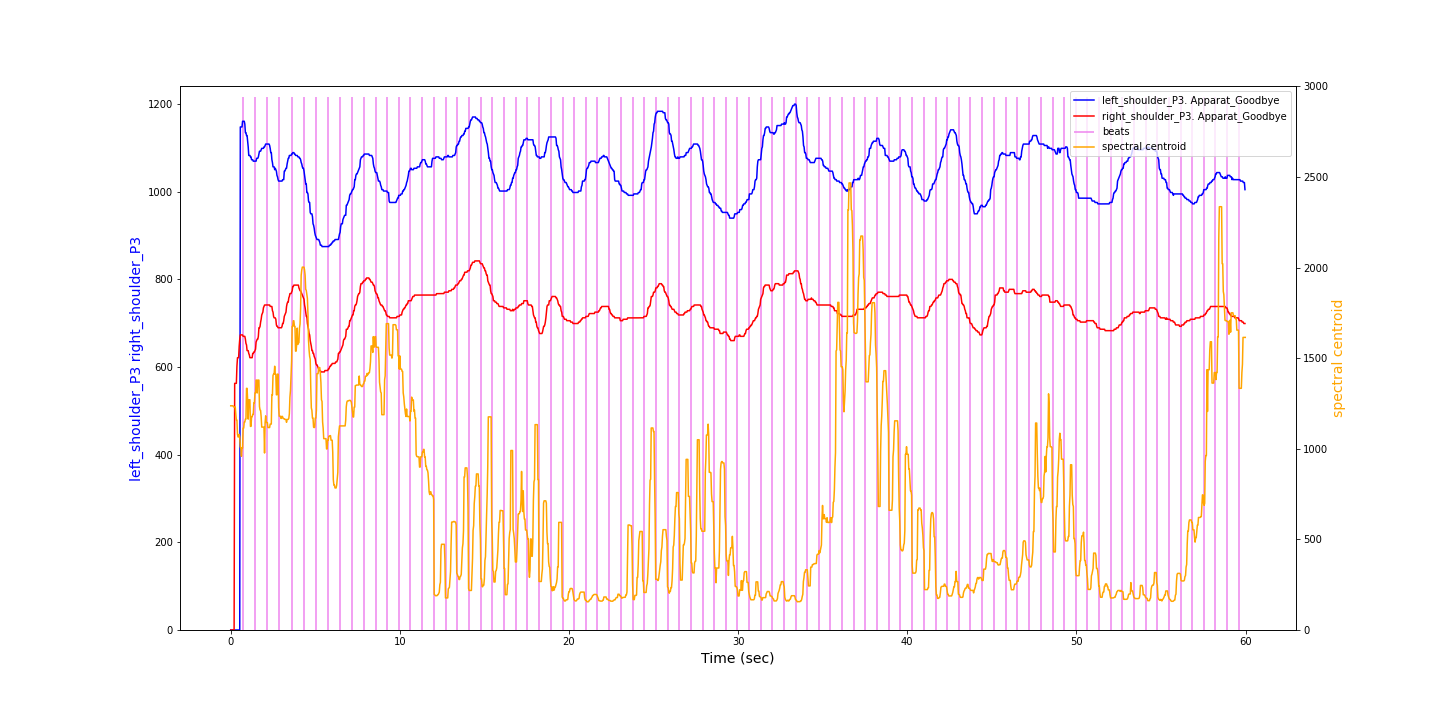 left_shoulder_P3. Apparat_Goodbye
right_shoulder_P3. Apparat_Goodbye
beats
spectral centroid
left_shoulder_P3 right_shoulder_P3
1200
1000
800
600
400
200
0
3000
2500
2000
1500
1000
500
0
spectral centroid
0 10 20 30 40 50 60
Time (sec)